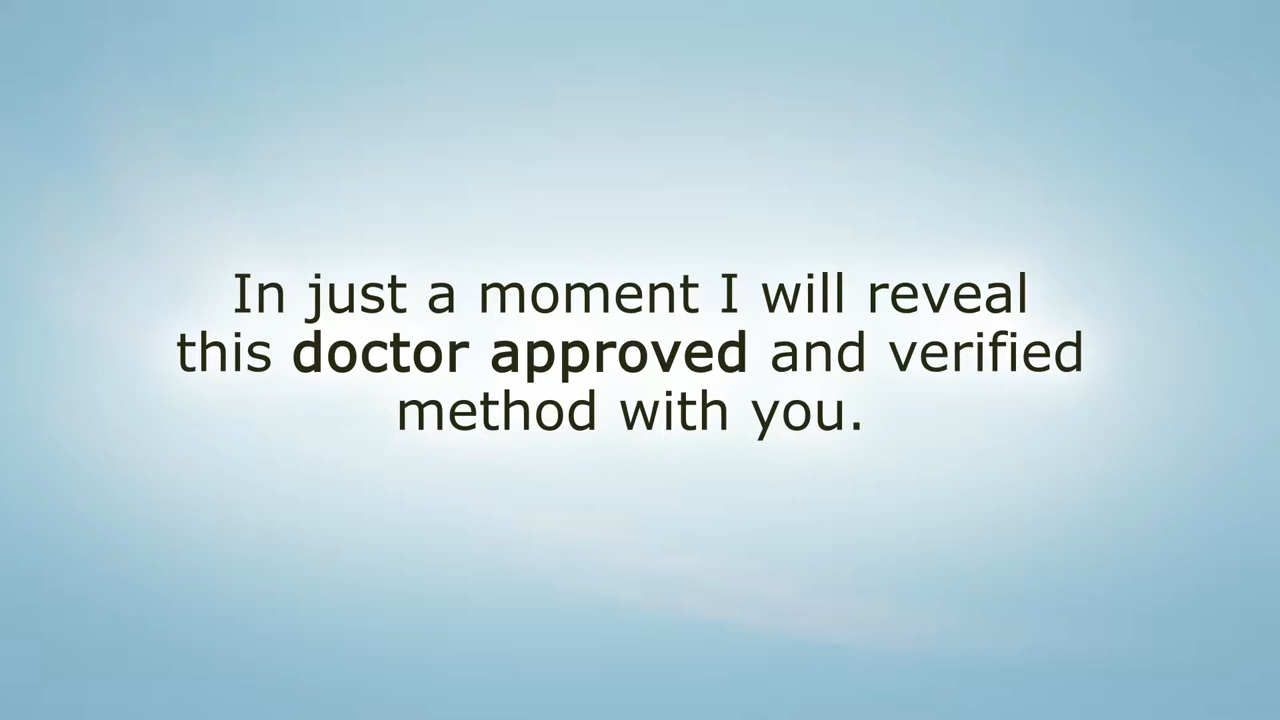 In just a moment I will reveal
this doctor approved and verified
method with you.